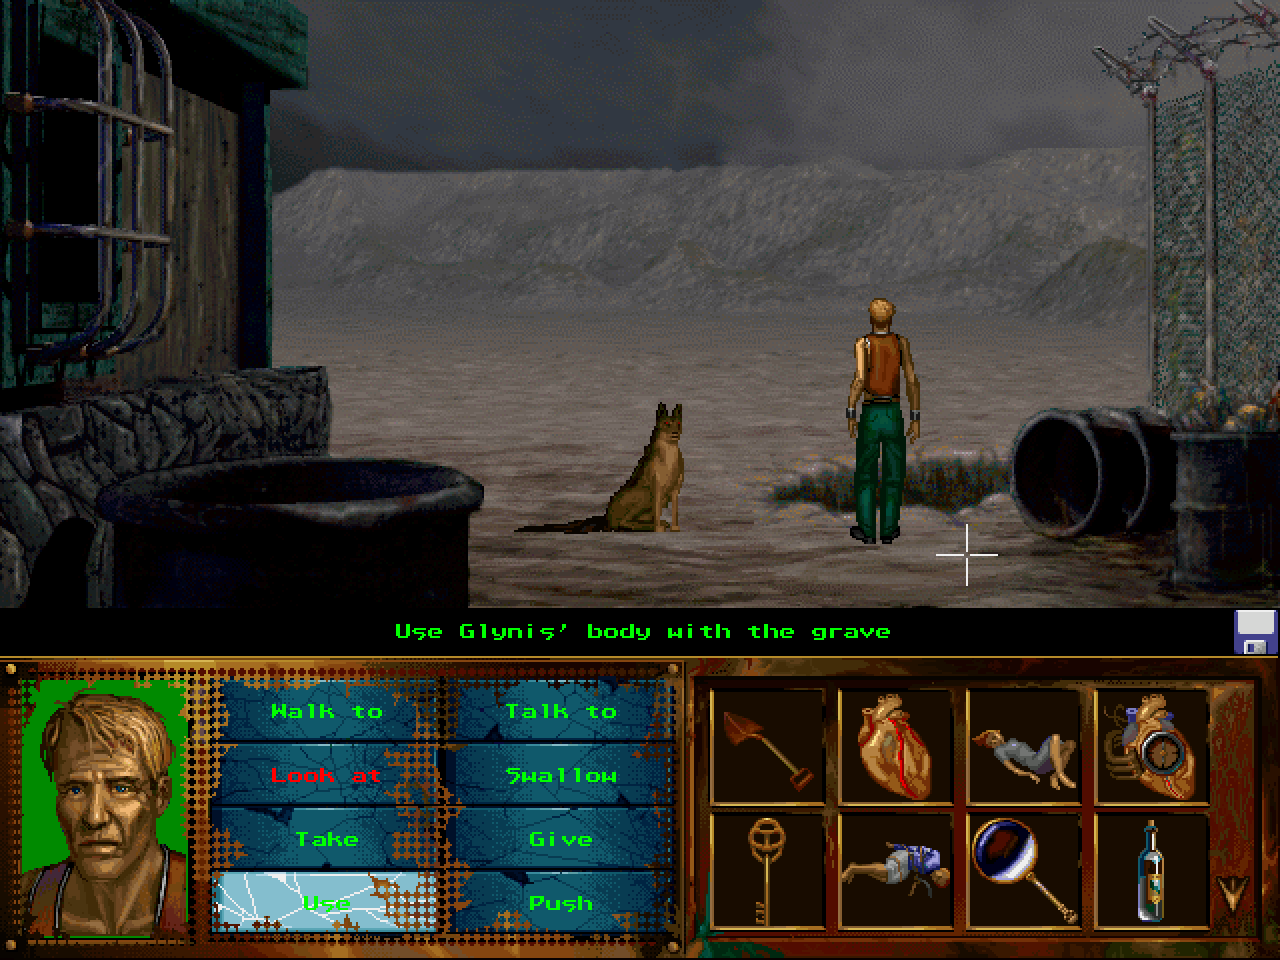 Use Glynis' body with the grave
Walk to
Talk to
Look at
Swallow
Take
Give
Use
Push